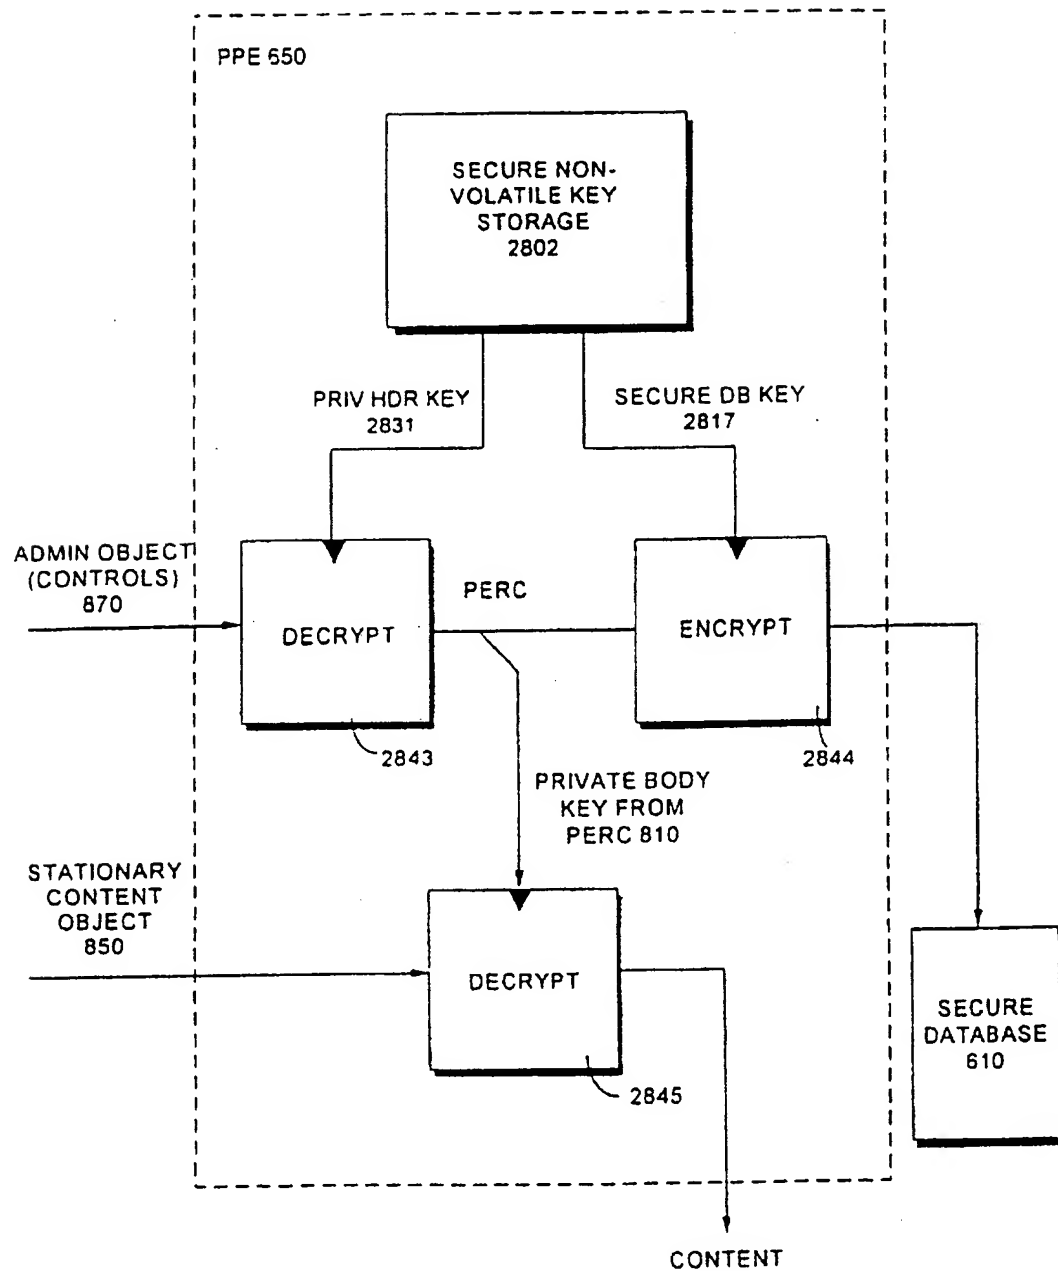 PPE 650
SECURE NON-
VOLATILE KEY
STORAGE
2802
PRIV HDR KEY
2831
SECURE DB KEY
2817
ADMIN OBJECT
(CONTROLS)
870
DECRYPT
2843
PERC
ENCRYPT
2844
PRIVATE BODY
KEY FROM
PERC 810
STATIONARY
CONTENT
OBJECT
850
DECRYPT
2845
SECURE
DATABASE
610
CONTENT